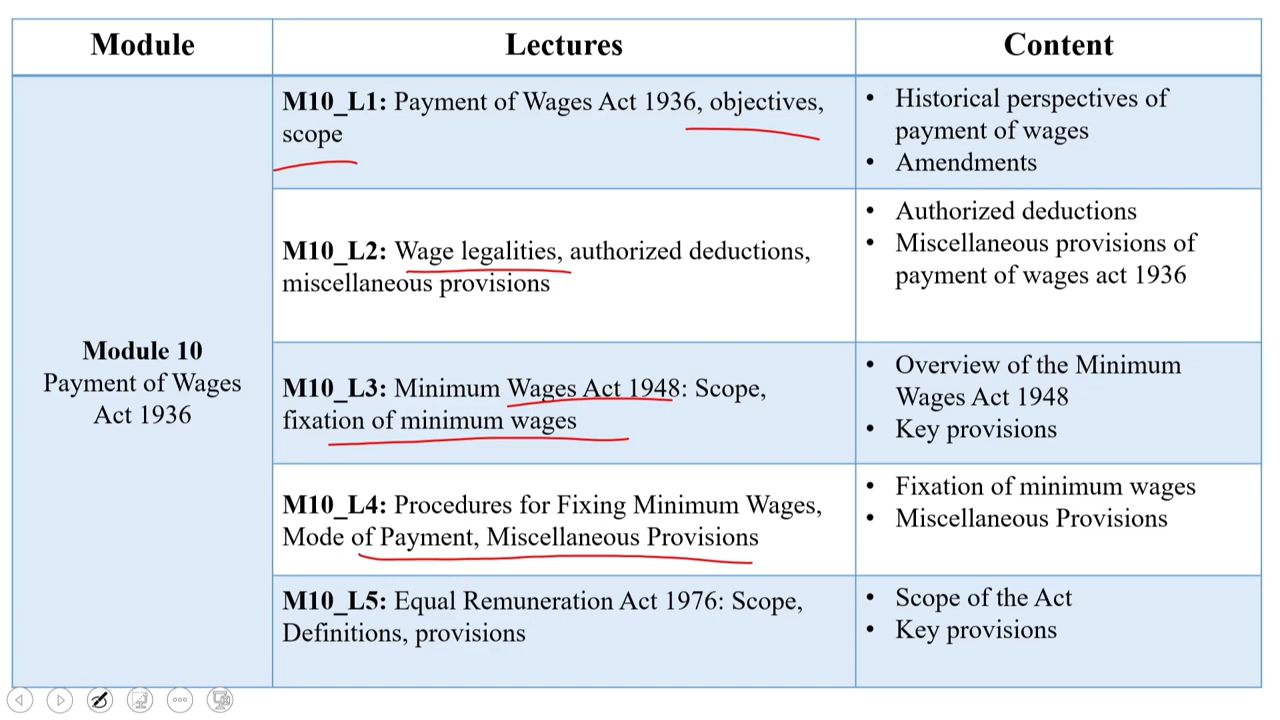 Module
Lectures
Content
Module 10
Payment of Wages
Act 1936
M10_L1: Payment of Wages Act 1936, objectives,
scope
• Historical perspectives of
payment of wages
• Amendments
M10_L2: Wage legalities, authorized deductions,
miscellaneous provisions
• Authorized deductions
• Miscellaneous provisions of
payment of wages act 1936
M10_L3: Minimum Wages Act 1948: Scope,
fixation of minimum wages
• Overview of the Minimum
Wages Act 1948
• Key provisions
M10_L4: Procedures for Fixing Minimum Wages,
Mode of Payment, Miscellaneous Provisions
• Fixation of minimum wages
• Miscellaneous Provisions
M10_L5: Equal Remuneration Act 1976: Scope,
Definitions, provisions
• Scope of the Act
• Key provisions